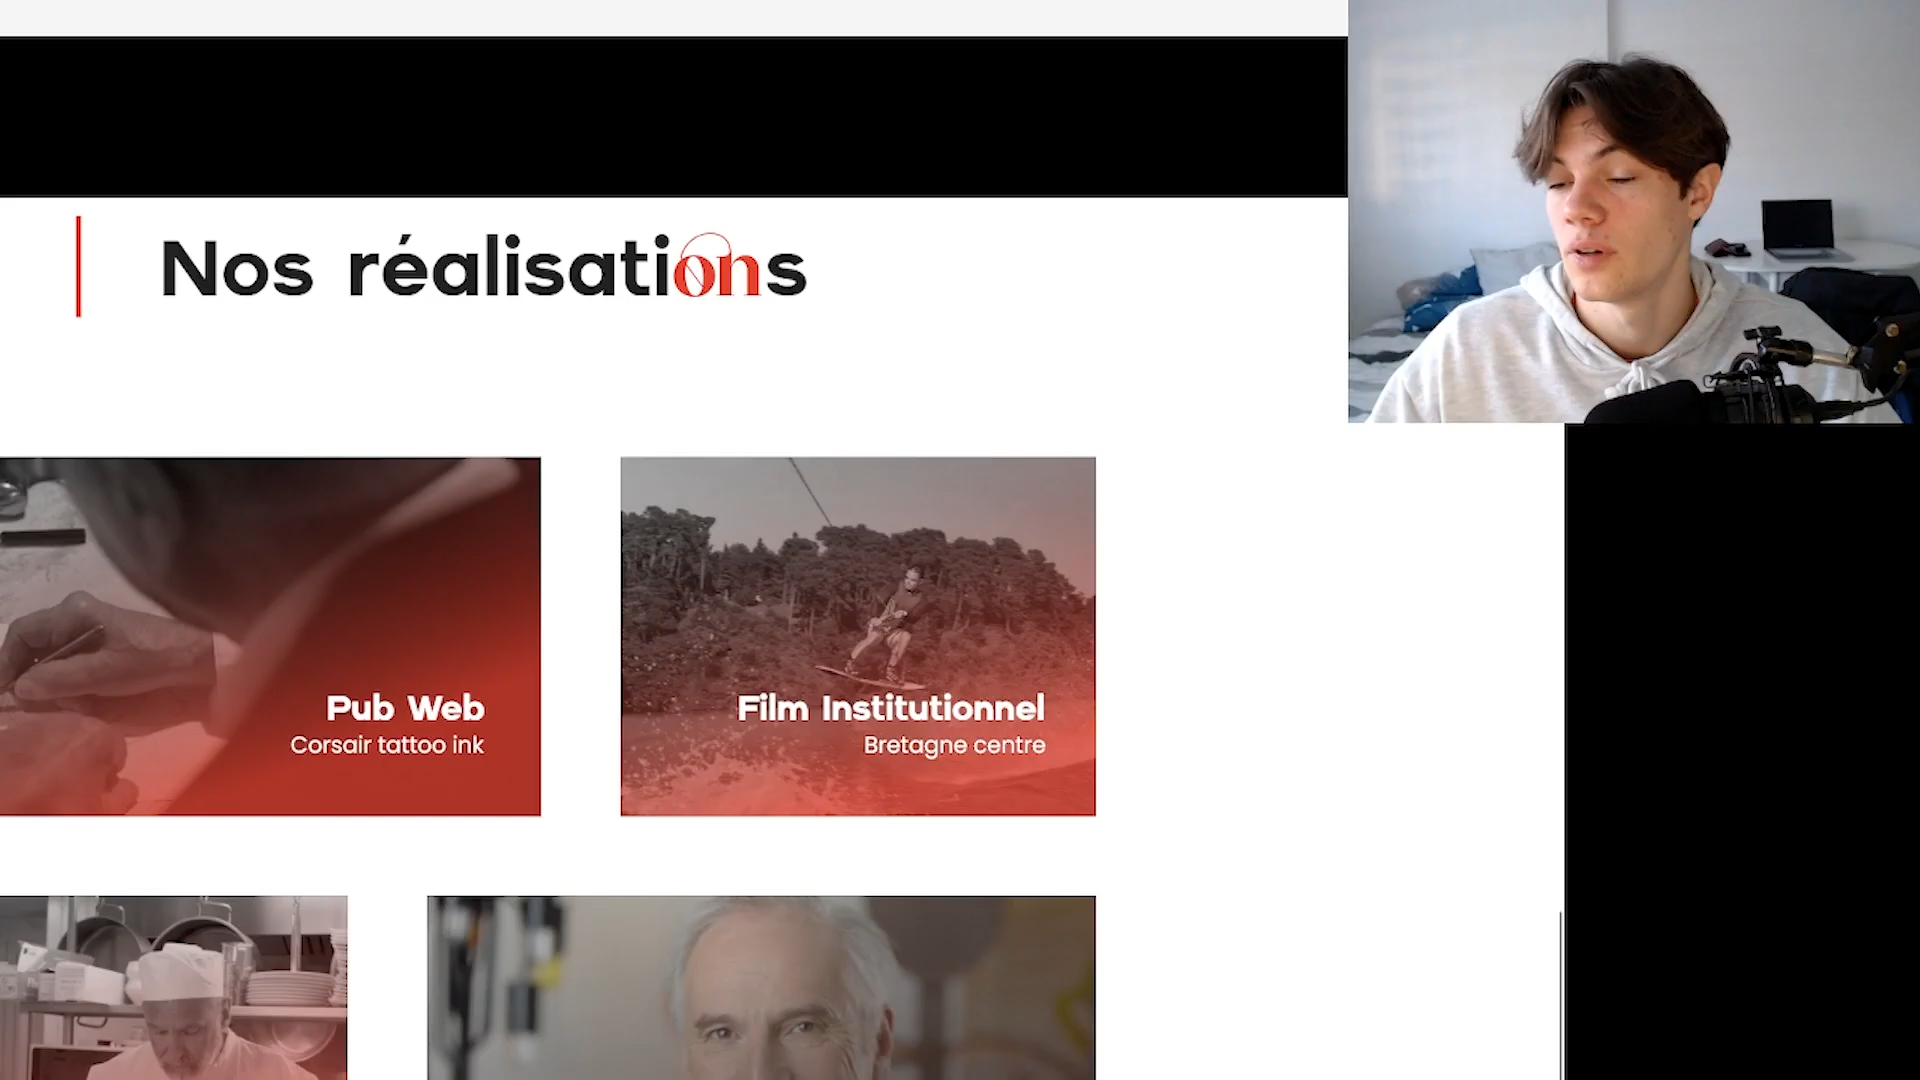 Nos réalisations
Pub Web
Corsair tattoo ink
Film Institutionnel
Bretagne centre